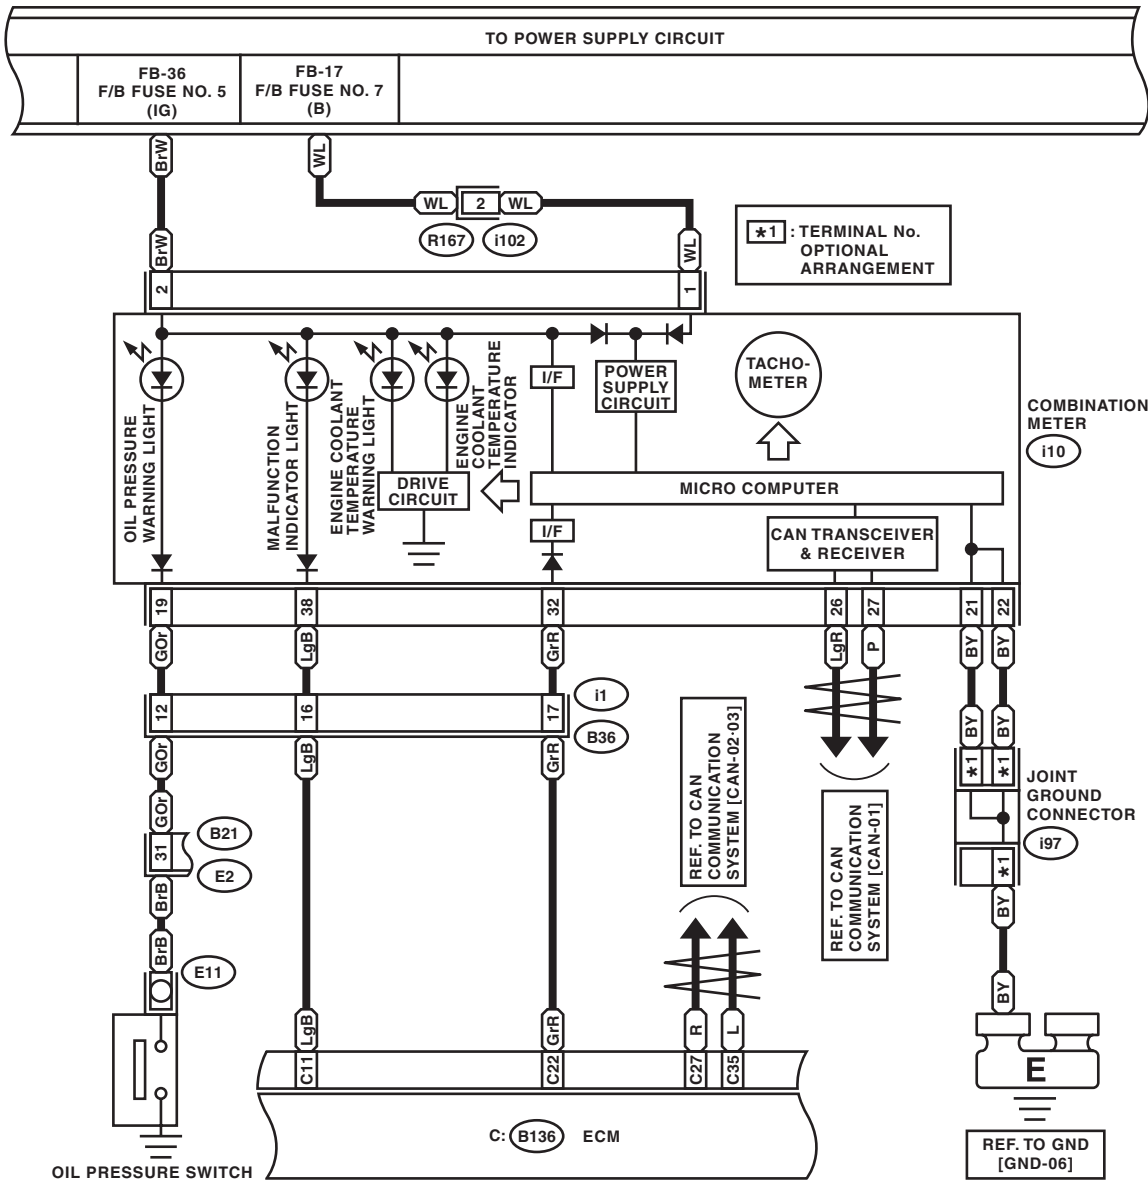 TO POWER SUPPLY CIRCUIT
FB-36
F/B FUSE NO. 5
(IG)
FB-17
F/B FUSE NO. 7
(B)
BrW
WL
WL
2
WL
R167
i102
BrW
WL
*1 : TERMINAL No.
OPTIONAL
ARRANGEMENT
2
1
OIL PRESSURE
WARNING LIGHT
MALFUNCTION
INDICATOR LIGHT
ENGINE COOLANT
TEMPERATURE
WARNING LIGHT
ENGINE
COOLANT
TEMPERATURE
INDICATOR
I/F
POWER
SUPPLY
CIRCUIT
TACHO-
METER
COMBINATION
METER
i10
DRIVE
CIRCUIT
MICRO COMPUTER
I/F
CAN TRANSCEIVER
& RECEIVER
19
38
32
26
27
21
22
GOr
LgB
GrR
LgR
P
BY
BY
12
16
17
i1
B36
GOr
LgB
GrR
BY
BY
GOr
*1
*1
JOINT
GROUND
CONNECTOR
i97
*1
31
B21
E2
REF. TO CAN
COMMUNICATION
SYSTEM [CAN-02·03]
REF. TO CAN
COMMUNICATION
SYSTEM [CAN-01]
BrB
BY
BrB
E11
BY
LgB
GrR
R
L
C11
C22
C27
C35
E
C: B136 ECM
OIL PRESSURE SWITCH
REF. TO GND
[GND-06]